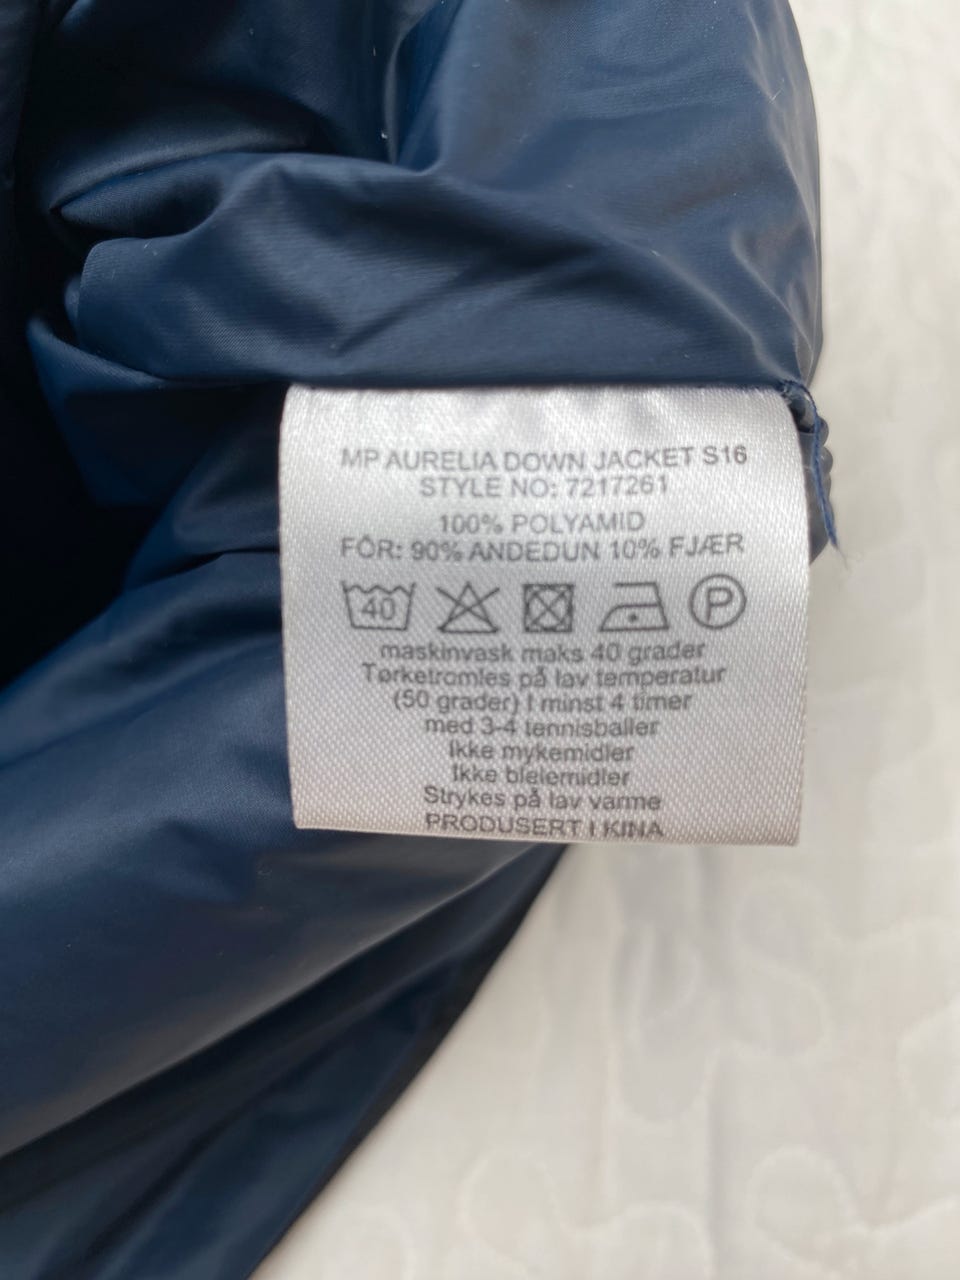 MP AURELIA DOWN JACKET S16
STYLE NO: 7217261
100% POLYAMID
FÔR: 90% ANDEDUN 10% FJÆR
40 P
maskinvask maks 40 grader
Tørketromles på lav temperatur
(50 grader) I minst 4 timer
med 3-4 tennisballer
Ikke mykemidler
Ikke blelemidler
Strykes på lav varme
PRODUSERT I KINA